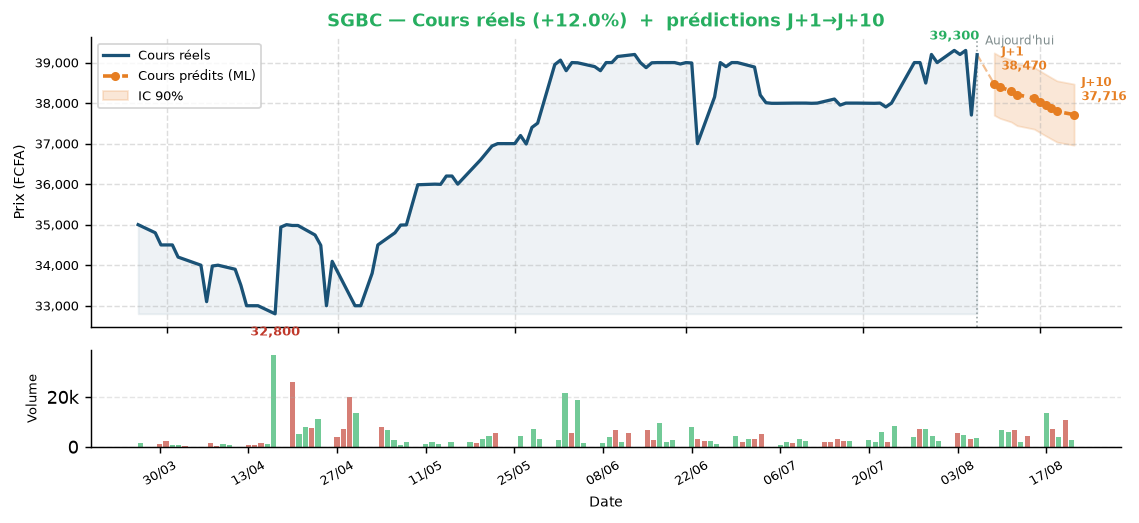 SGBC — Cours réels (+12.0%)  +  prédictions J+1→J+10
Cours réels
Cours prédits (ML)
IC 90%
39,300
Aujourd'hui
J+1
38,470
J+10
37,716
32,800
Prix (FCFA)
39,000
38,000
37,000
36,000
35,000
34,000
33,000
Volume
20k
0
30/03
13/04
27/04
11/05
25/05
08/06
22/06
06/07
20/07
03/08
17/08
Date